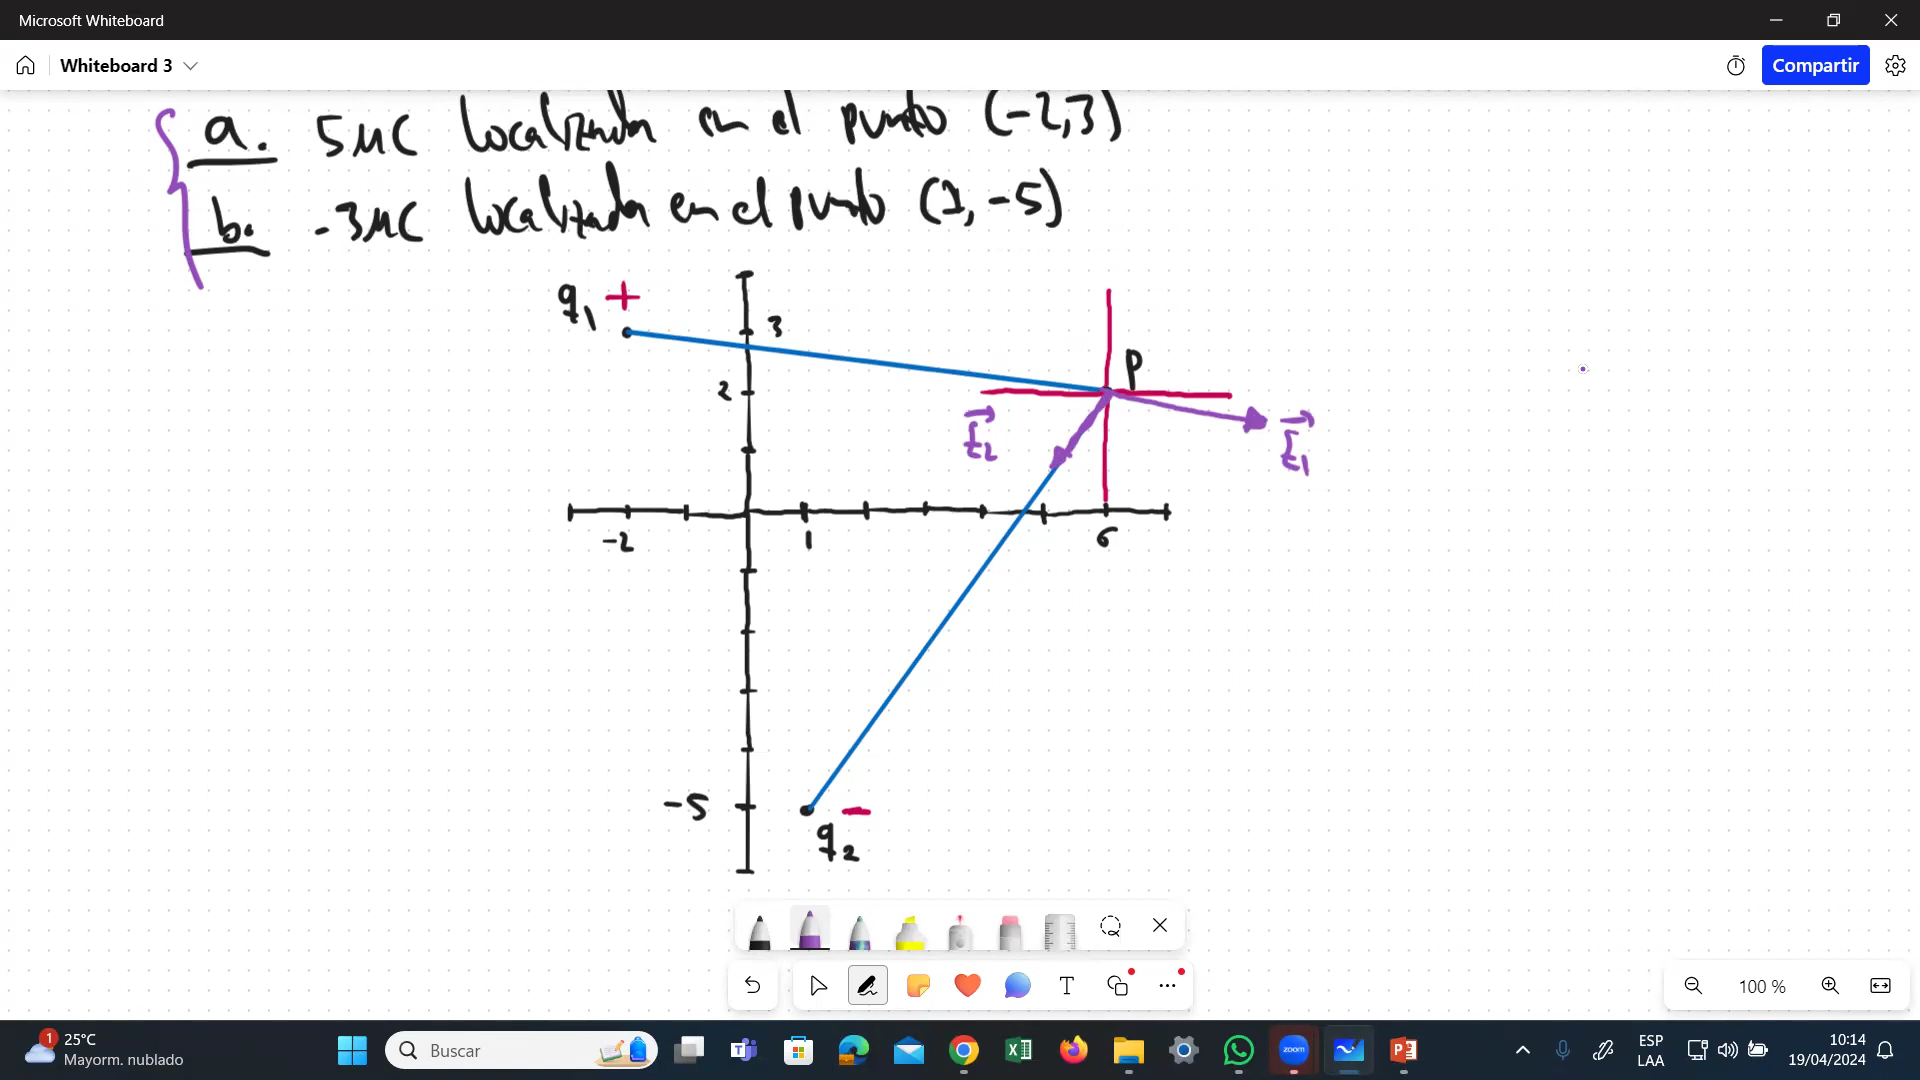 Microsoft Whiteboard
Whiteboard 3
Compartir
a. 5μC localizada en el punto (-2,3)
b. -3μC localizada en el punto (1, -5)
q1 +
3
P
2
E2
E1
-2
1
6
-5
q2 -
100 %
1
25°C
Mayorm. nublado
Buscar
zoom
ESP
LAA
10:14
19/04/2024